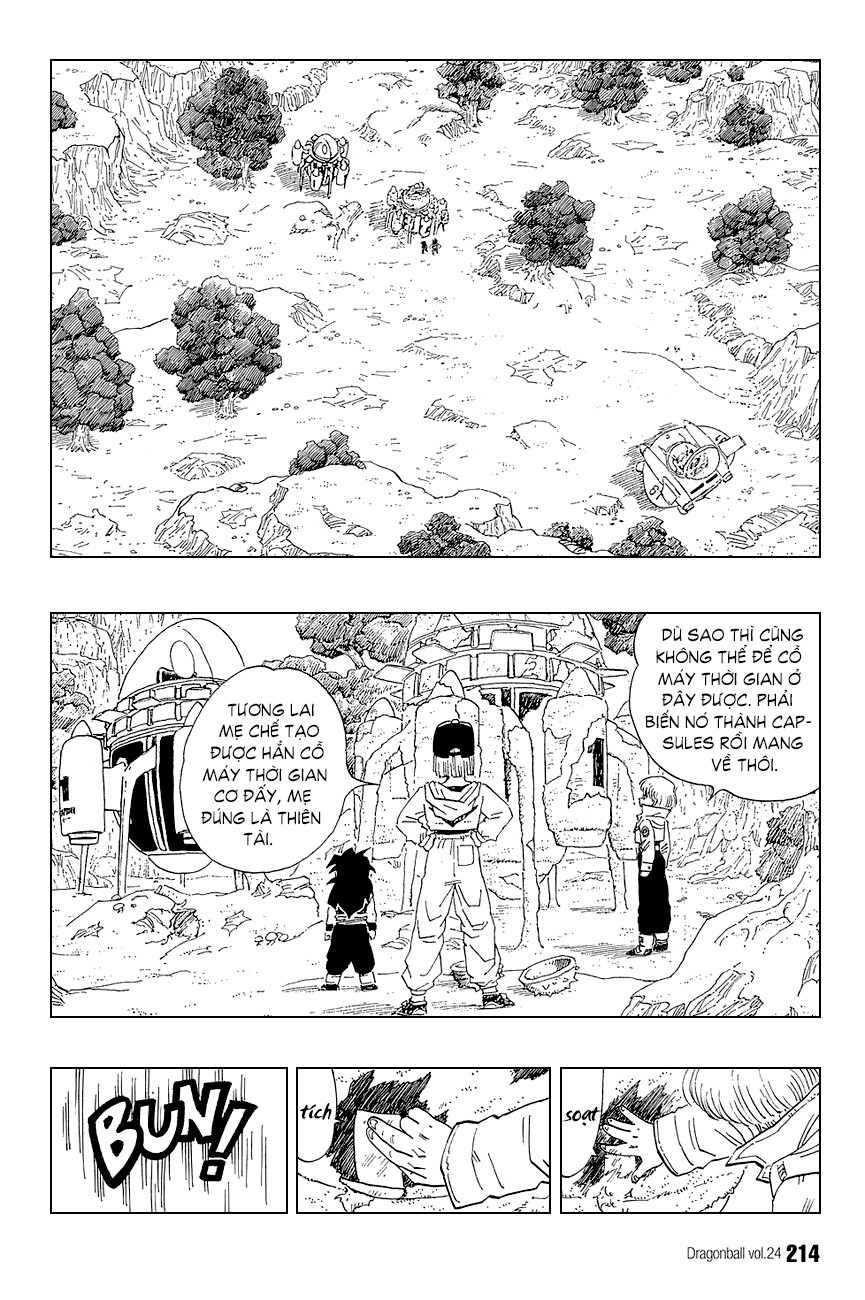 DÙ SAO THÌ CŨNG
KHÔNG THỂ ĐỂ CỖ
MÁY THỜI GIAN Ở
ĐÂY ĐƯỢC. PHẢI
BIẾN NÓ THÀNH CAP-
SULES RỒI MANG
VỀ THÔI.
TƯƠNG LAI
MẸ CHẾ TẠO
ĐƯỢC HẲN CỖ
MÁY THỜI GIAN
CƠ ĐẤY, MẸ
ĐÚNG LÀ THIÊN
TÀI.
1
1
soạt
tích
BUN!
Dragonball vol.24 214